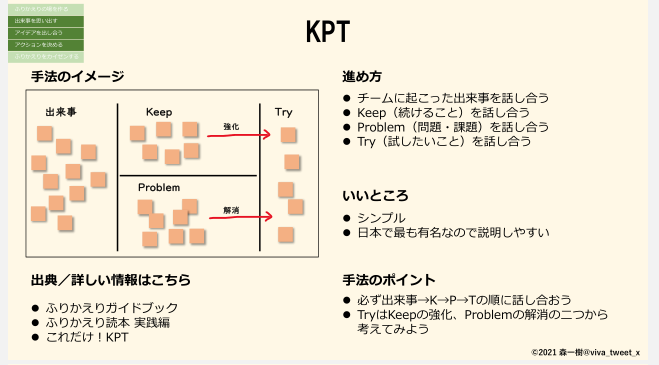 ふりかえりの場を作る
出来事を思い出す
アイデアを出し合う
アクションを決める
ふりかえりをカイゼンする
KPT
手法のイメージ
出来事
Keep
強化
Try
Problem
解消
進め方
● チームに起こった出来事を話し合う
● Keep（続けること）を話し合う
● Problem（問題・課題）を話し合う
● Try（試したいこと）を話し合う
いいところ
● シンプル
● 日本で最も有名なので説明しやすい
出典／詳しい情報はこちら
● ふりかえりガイドブック
● ふりかえり読本 実践編
● これだけ！KPT
手法のポイント
● 必ず出来事→K→P→Tの順に話し合おう
● TryはKeepの強化、Problemの解消の二つから
考えてみよう
©2021 森一樹@viva_tweet_x